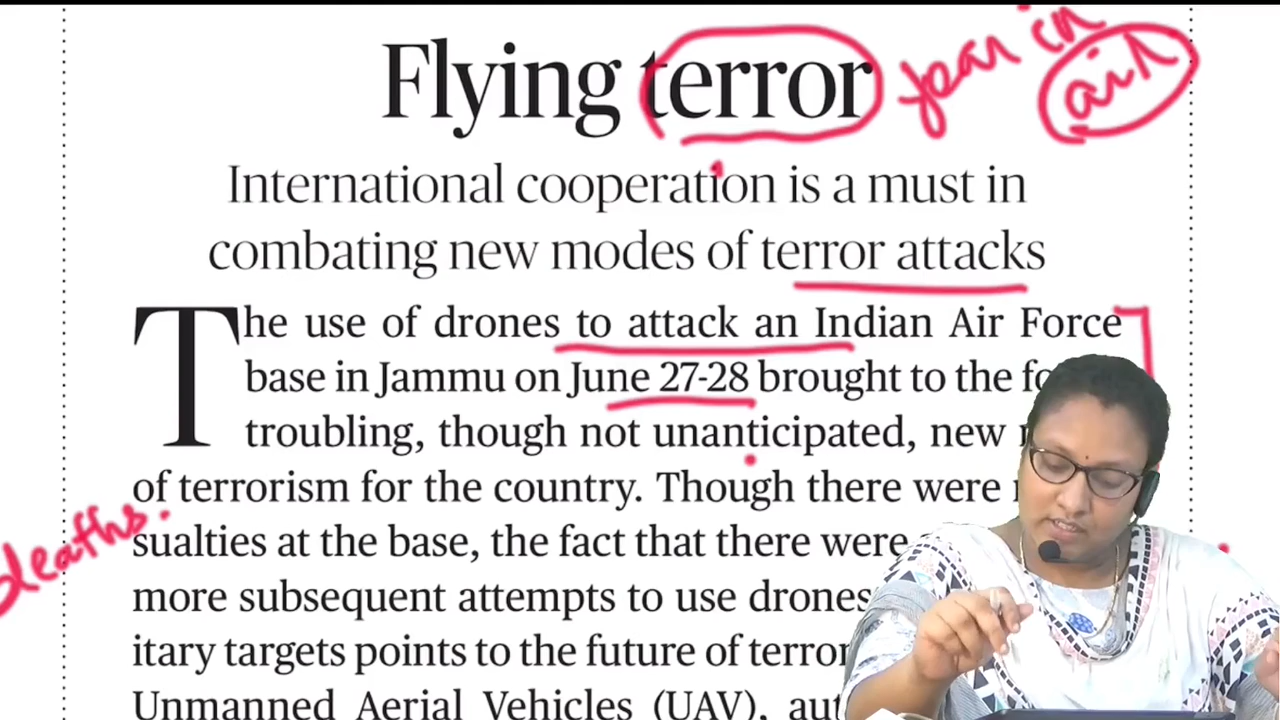 Flying terror fear in air
International cooperation is a must in
combating new modes of terror attacks
The use of drones to attack an Indian Air Force
base in Jammu on June 27-28 brought to the
troubling, though not unanticipated, new
of terrorism for the country. Though there were
deaths.
sualties at the base, the fact that there were
more subsequent attempts to use drones
itary targets points to the future of
Unmanned Aerial Vehicles (UAV),